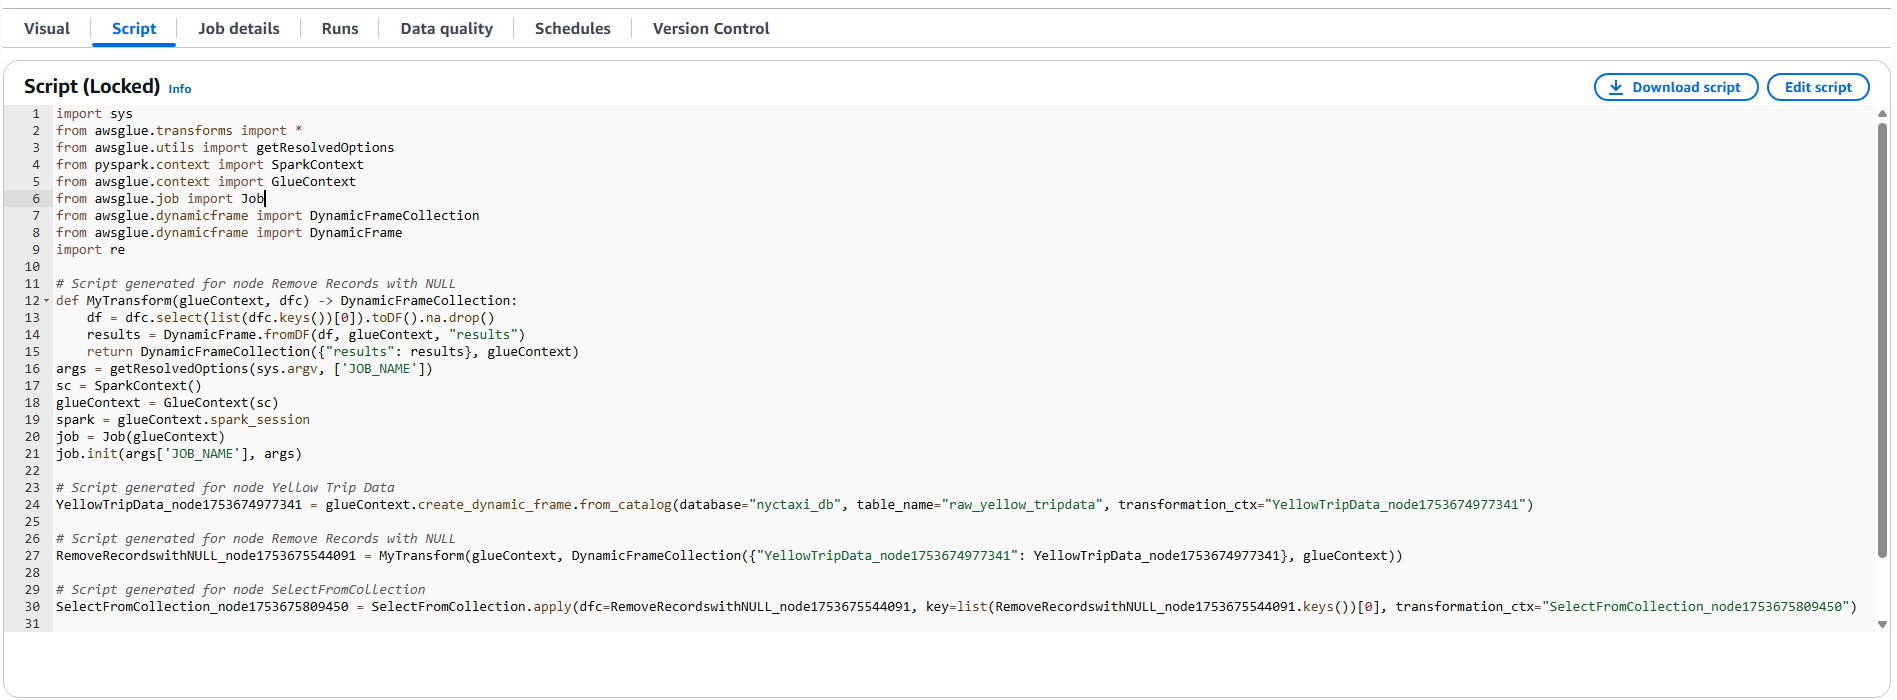 Visual Script Job details Runs Data quality Schedules Version Control
Script (Locked) Info Download script Edit script
1 import sys
2 from awsglue.transforms import *
3 from awsglue.utils import getResolvedOptions
4 from pyspark.context import SparkContext
5 from awsglue.context import GlueContext
6 from awsglue.job import Job
7 from awsglue.dynamicframe import DynamicFrameCollection
8 from awsglue.dynamicframe import DynamicFrame
9 import re
10
11 # Script generated for node Remove Records with NULL
12 def MyTransform(glueContext, dfc) -> DynamicFrameCollection:
13     df = dfc.select(list(dfc.keys())[0]).toDF().na.drop()
14     results = DynamicFrame.fromDF(df, glueContext, "results")
15     return DynamicFrameCollection({"results": results}, glueContext)
16 args = getResolvedOptions(sys.argv, ['JOB_NAME'])
17 sc = SparkContext()
18 glueContext = GlueContext(sc)
19 spark = glueContext.spark_session
20 job = Job(glueContext)
21 job.init(args['JOB_NAME'], args)
22
23 # Script generated for node Yellow Trip Data
24 YellowTripData_node1753674977341 = glueContext.create_dynamic_frame.from_catalog(database="nyctaxi_db", table_name="raw_yellow_tripdata", transformation_ctx="YellowTripData_node1753674977341")
25
26 # Script generated for node Remove Records with NULL
27 RemoveRecordswithNULL_node1753675544091 = MyTransform(glueContext, DynamicFrameCollection({"YellowTripData_node1753674977341": YellowTripData_node1753674977341}, glueContext))
28
29 # Script generated for node SelectFromCollection
30 SelectFromCollection_node1753675809450 = SelectFromCollection.apply(dfc=RemoveRecordswithNULL_node1753675544091, key=list(RemoveRecordswithNULL_node1753675544091.keys())[0], transformation_ctx="SelectFromCollection_node1753675809450")
31